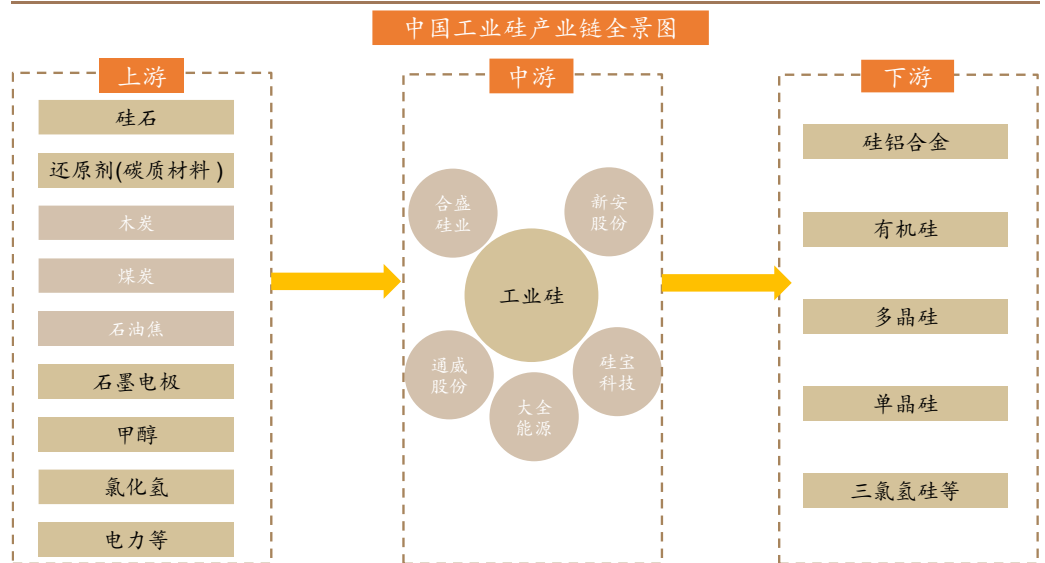 中国工业硅产业链全景图
上游
硅石
还原剂(碳质材料)
木炭
煤炭
石油焦
石墨电极
甲醇
氯化氢
电力等
中游
合盛
硅业
新安
股份
工业硅
通威
股份
硅宝
科技
大全
能源
下游
硅铝合金
有机硅
多晶硅
单晶硅
三氯氢硅等